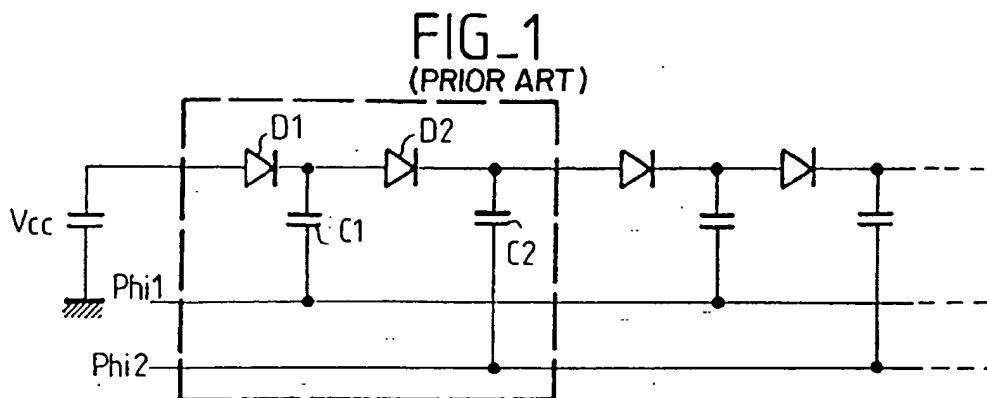 FIG_1
(PRIOR ART)
D1
D2
Vcc
C1
C2
Phi1
Phi2